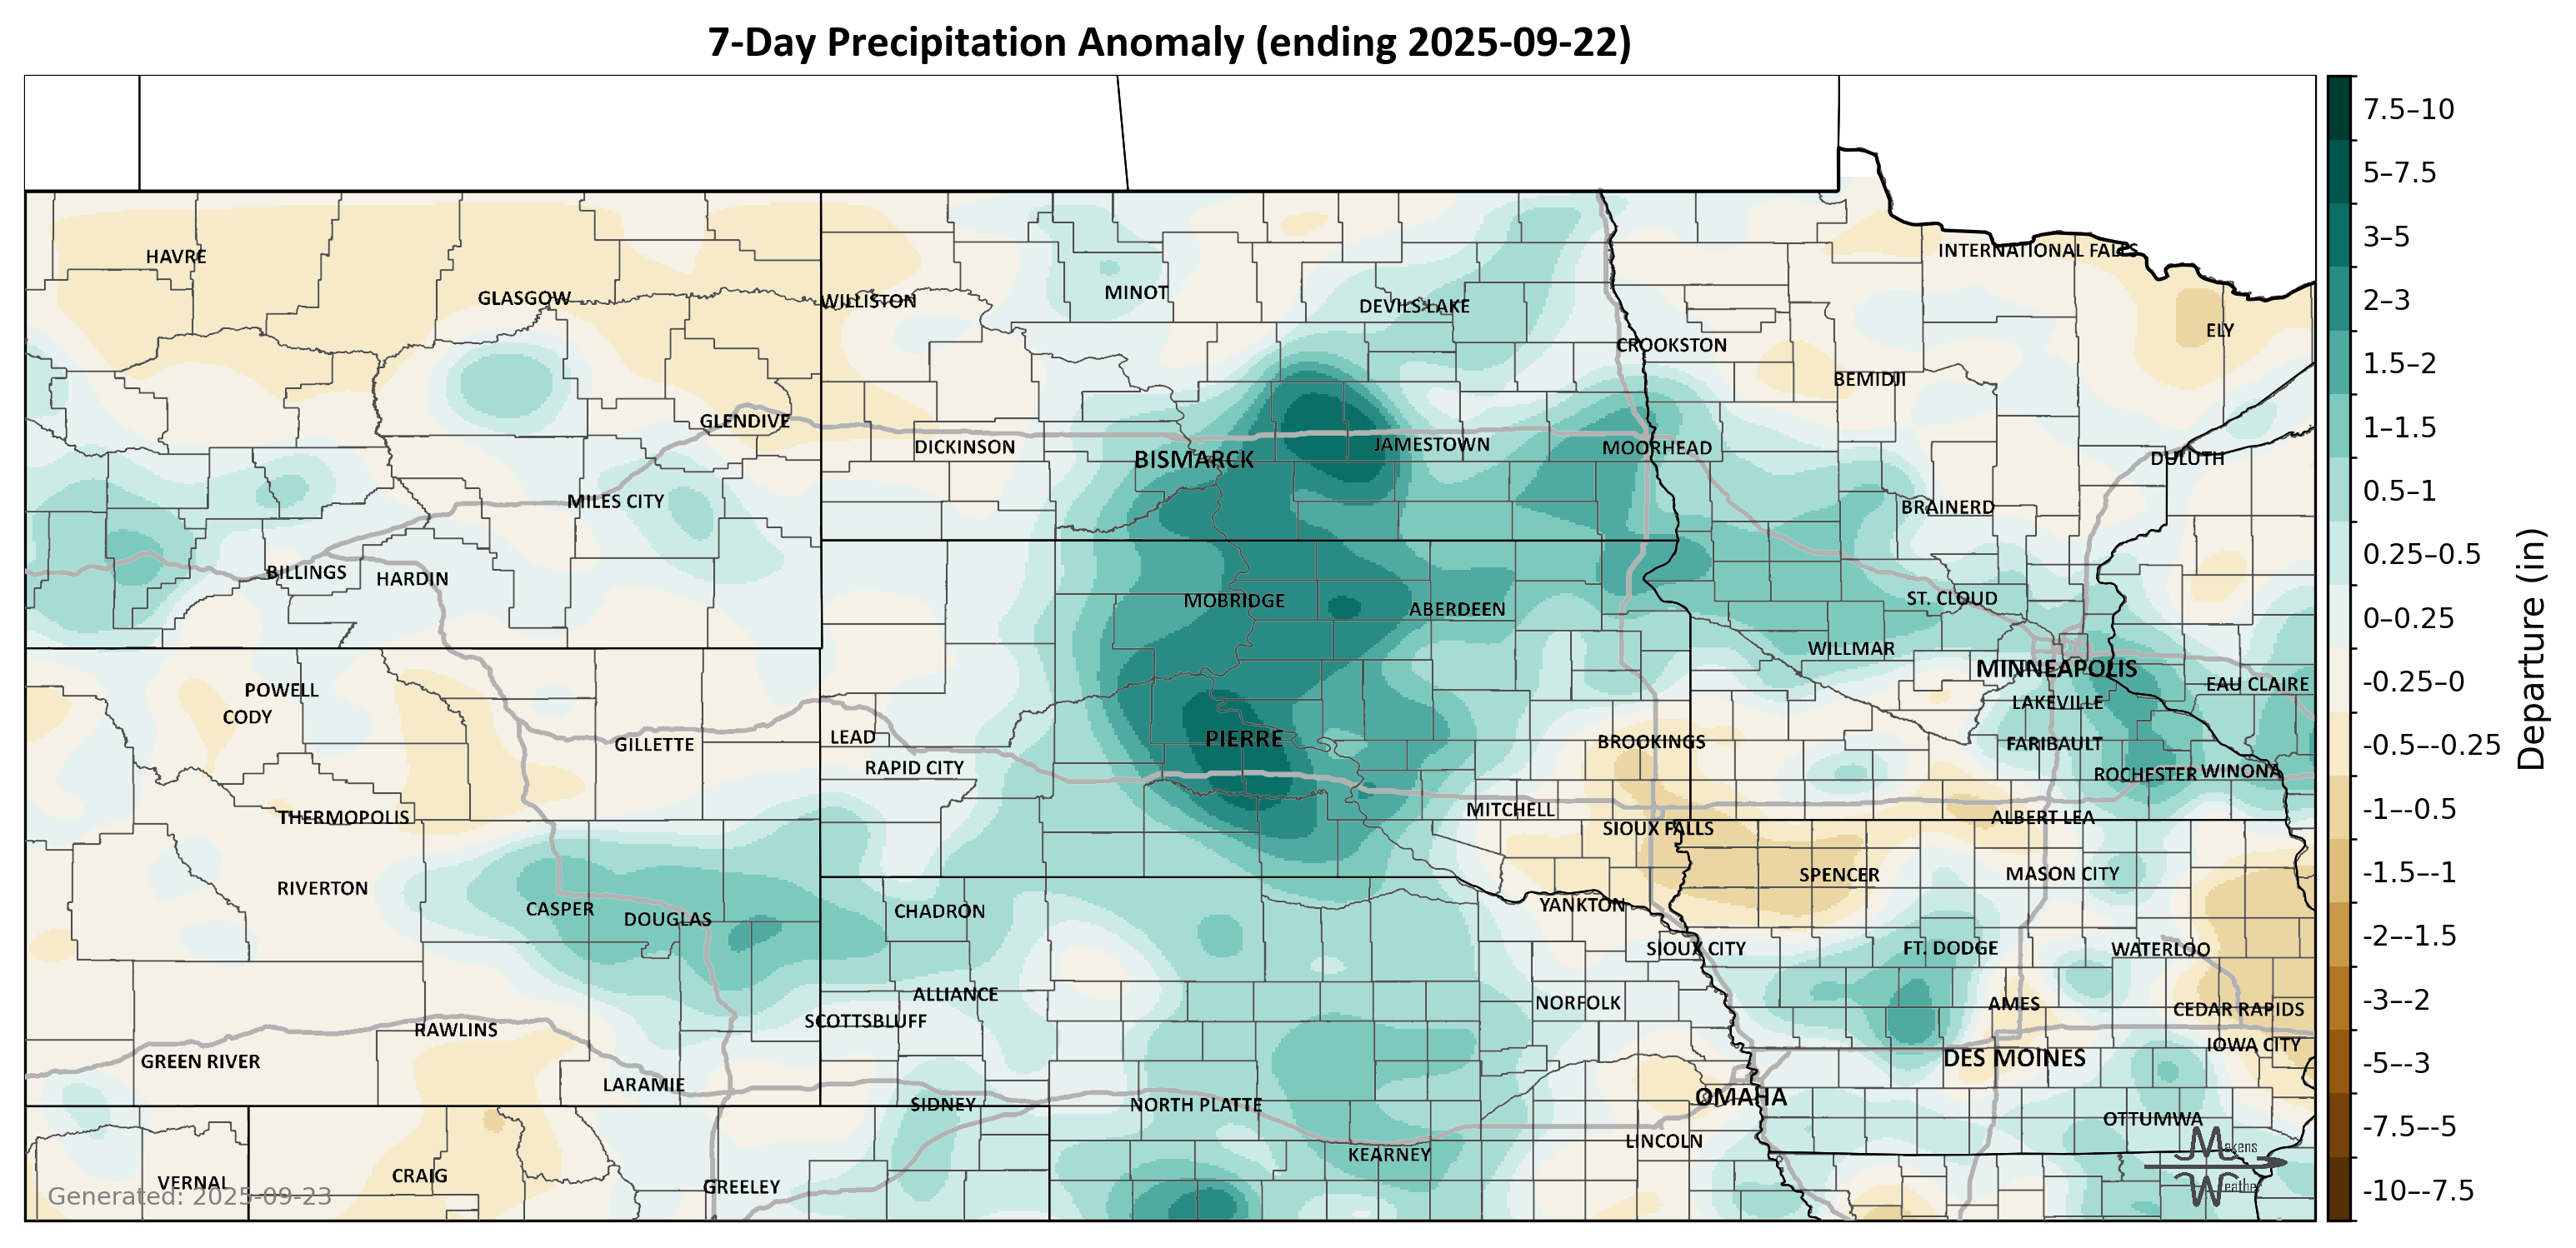 7-Day Precipitation Anomaly (ending 2025-09-22)
HAVRE
GLASGOW
WILLISTON
MINOT
DEVILS LAKE
INTERNATIONAL FALLS
ELY
CROOKSTON
BEMIDJI
GLENDIVE
DICKINSON
BISMARCK
JAMESTOWN
MOORHEAD
DULUTH
MILES CITY
BRAINERD
BILLINGS
HARDIN
MOBRIDGE
ABERDEEN
ST. CLOUD
WILLMAR
MINNEAPOLIS
POWELL
EAU CLAIRE
LAKEVILLE
CODY
GILLETTE
LEAD
PIERRE
BROOKINGS
FARIBAULT
RAPID CITY
ROCHESTER
WINONA
THERMOPOLIS
MITCHELL
ALBERT LEA
SIOUX FALLS
RIVERTON
SPENCER
MASON CITY
CASPER
DOUGLAS
CHADRON
YANKTON
SIOUX CITY
FT. DODGE
WATERLOO
ALLIANCE
NORFOLK
AMES
CEDAR RAPIDS
SCOTTSBLUFF
RAWLINS
IOWA CITY
GREEN RIVER
DES MOINES
LARAMIE
OMAHA
SIDNEY
NORTH PLATTE
OTTUMWA
LINCOLN
KEARNEY
VERNAL
CRAIG
GREELEY
Generated: 2025-09-23
Makens
Weather
7.5–10
5–7.5
3–5
2–3
1.5–2
1–1.5
0.5–1
0.25–0.5
0–0.25
-0.25–0
-0.5–-0.25
-1–-0.5
-1.5–-1
-2–-1.5
-3–-2
-5–-3
-7.5–-5
-10–-7.5
Departure (in)